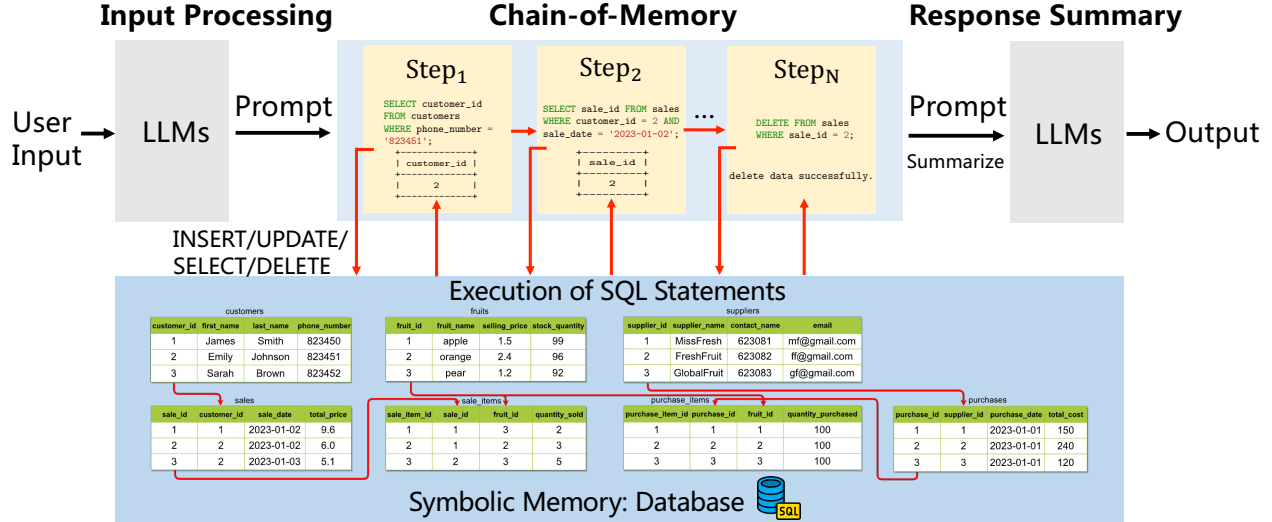 Input Processing
Chain-of-Memory
Response Summary
User
Input
LLMs
Prompt
Step1
SELECT customer_id
FROM customers
WHERE phone_number =
'823451';
+------------+
| customer_id |
+------------+
| 2 |
+------------+
Step2
SELECT sale_id FROM sales
WHERE customer_id = 2 AND
sale_date = '2023-01-02';
+---------+
| sale_id |
+---------+
| 2 |
+---------+
...
StepN
DELETE FROM sales
WHERE sale_id = 2;
delete data successfully.
Prompt
Summarize
LLMs
Output
INSERT/UPDATE/
SELECT/DELETE
Execution of SQL Statements
customers
customer_id first_name last_name phone_number
1 James Smith 823450
2 Emily Johnson 823451
3 Sarah Brown 823452
fruits
fruit_id fruit_name selling_price stock_quantity
1 apple 1.5 99
2 orange 2.4 96
3 pear 1.2 92
suppliers
supplier_id supplier_name contact_name email
1 MissFresh 623081 mf@gmail.com
2 FreshFruit 623082 ff@gmail.com
3 GlobalFruit 623083 gf@gmail.com
sales
sale_id customer_id sale_date total_price
1 1 2023-01-02 9.6
2 2 2023-01-02 6.0
3 2 2023-01-03 5.1
sale_items
sale_item_id sale_id fruit_id quantity_sold
1 1 3 2
2 1 2 3
3 2 3 5
purchase_items
purchase_item_id purchase_id fruit_id quantity_purchased
1 1 1 100
2 2 2 100
3 3 3 100
purchases
purchase_id supplier_id purchase_date total_cost
1 1 2023-01-01 150
2 2 2023-01-01 240
3 3 2023-01-01 120
Symbolic Memory: Database
SQL